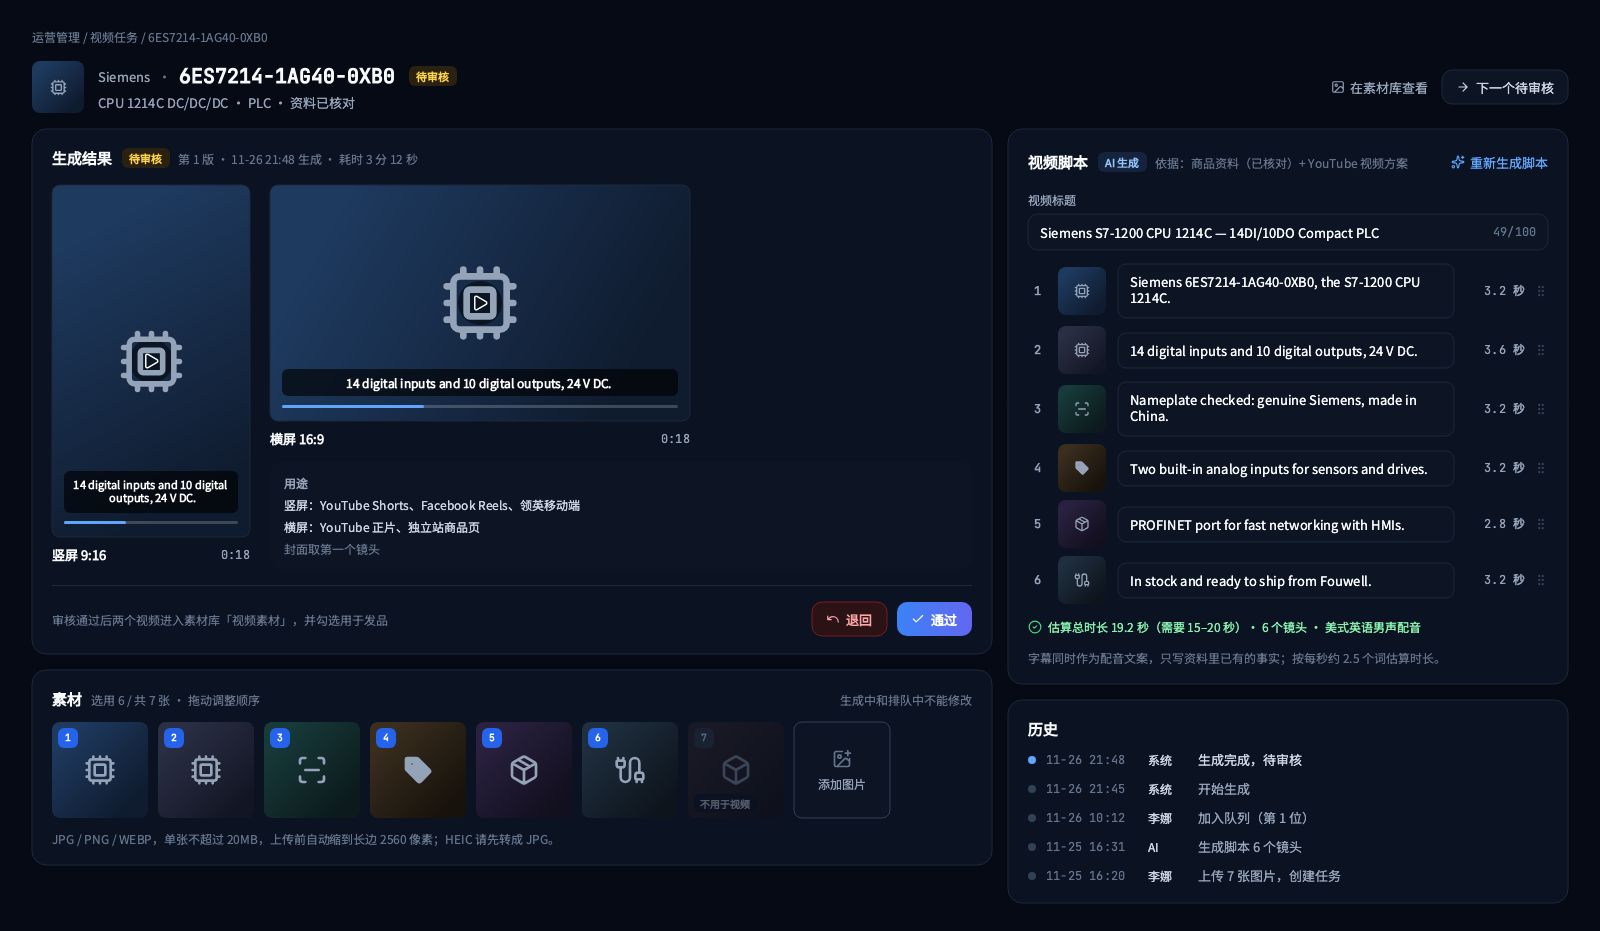 运营管理 / 视频任务 / 6ES7214-1AG40-0XB0
Siemens · 6ES7214-1AG40-0XB0 待审核
CPU 1214C DC/DC/DC • PLC • 资料已核对
在素材库查看
下一个待审核
生成结果 待审核 第 1 版 • 11-26 21:48 生成 • 耗时 3 分 12 秒
14 digital inputs and 10 digital
outputs, 24 V DC.
竖屏 9:16 0:18
14 digital inputs and 10 digital outputs, 24 V DC.
横屏 16:9 0:18
用途
竖屏：YouTube Shorts、Facebook Reels、领英移动端
横屏：YouTube 正片、独立站商品页
封面取第一个镜头
审核通过后两个视频进入素材库「视频素材」，并勾选用于发品
退回
通过
素材 选用 6 / 共 7 张 • 拖动调整顺序 生成中和排队中不能修改
1
2
3
4
5
6
7
不用于视频
添加图片
JPG / PNG / WEBP，单张不超过 20MB，上传前自动缩到长边 2560 像素；HEIC 请先转成 JPG。
视频脚本 AI 生成 依据：商品资料（已核对）+ YouTube 视频方案 重新生成脚本
视频标题
Siemens S7-1200 CPU 1214C — 14DI/10DO Compact PLC 49/100
1 Siemens 6ES7214-1AG40-0XB0, the S7-1200 CPU
1214C. 3.2 秒
2 14 digital inputs and 10 digital outputs, 24 V DC. 3.6 秒
3 Nameplate checked: genuine Siemens, made in
China. 3.2 秒
4 Two built-in analog inputs for sensors and drives. 3.2 秒
5 PROFINET port for fast networking with HMIs. 2.8 秒
6 In stock and ready to ship from Fouwell. 3.2 秒
估算总时长 19.2 秒（需要 15–20 秒） • 6 个镜头 • 美式英语男声配音
字幕同时作为配音文案，只写资料里已有的事实；按每秒约 2.5 个词估算时长。
历史
11-26 21:48 系统 生成完成，待审核
11-26 21:45 系统 开始生成
11-26 10:12 李娜 加入队列（第 1 位）
11-25 16:31 AI 生成脚本 6 个镜头
11-25 16:20 李娜 上传 7 张图片，创建任务